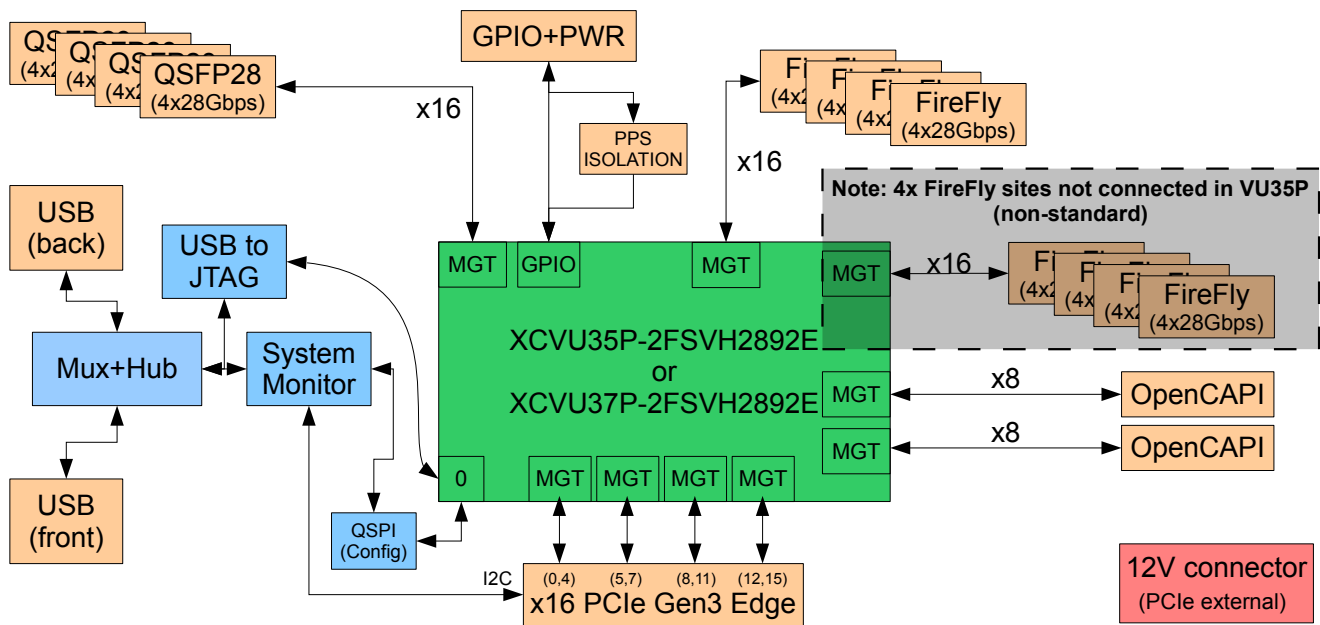 QSFP28
(4x28Gbps)
x16
GPIO+PWR
PPS
ISOLATION
x16
FireFly
(4x28Gbps)
Note: 4x FireFly sites not connected in VU35P
(non-standard)
USB
(back)
USB to
JTAG
MGT
GPIO
MGT
MGT
x16
FireFly
(4x28Gbps)
Mux+Hub
System
Monitor
XCVU35P-2FSVH2892E
or
XCVU37P-2FSVH2892E
MGT
x8
OpenCAPI
MGT
x8
OpenCAPI
USB
(front)
0
MGT
MGT
MGT
MGT
QSPI
(Config)
I2C
(0,4)
(5,7)
(8,11)
(12,15)
x16 PCIe Gen3 Edge
12V connector
(PCIe external)